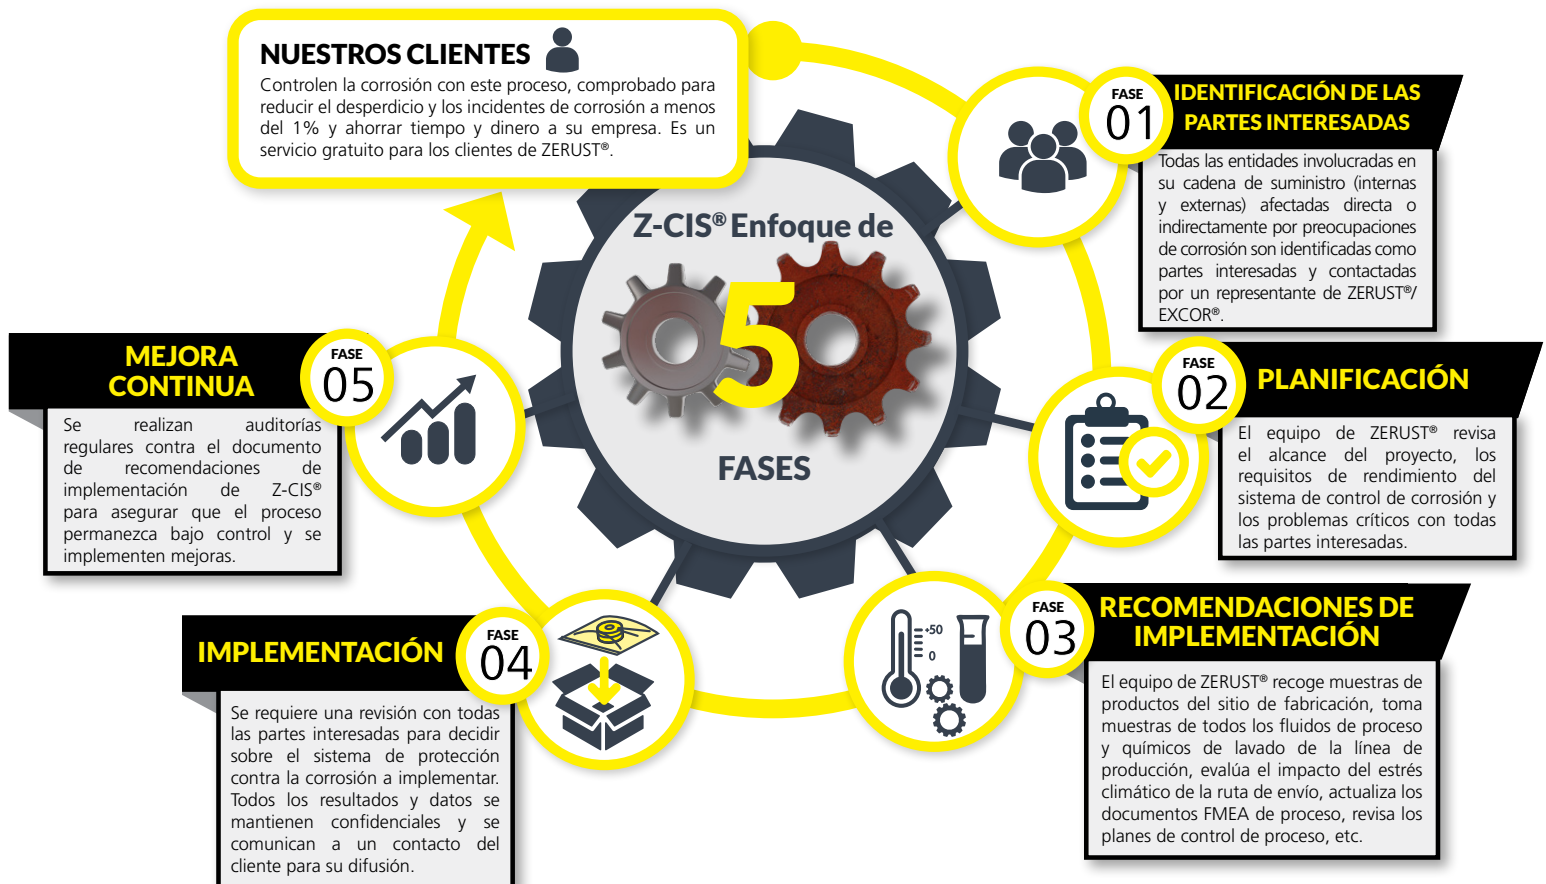 NUESTROS CLIENTES
Controlen la corrosión con este proceso, comprobado para
reducir el desperdicio y los incidentes de corrosión a menos
del 1% y ahorrar tiempo y dinero a su empresa. Es un
servicio gratuito para los clientes de ZERUST®.
Z-CIS® Enfoque de
5
FASES
FASE
01
IDENTIFICACIÓN DE LAS
PARTES INTERESADAS
Todas las entidades involucradas en
su cadena de suministro (internas
y externas) afectadas directa o
indirectamente por preocupaciones
de corrosión son identificadas como
partes interesadas y contactadas
por un representante de ZERUST®/
EXCOR®.
FASE
02
PLANIFICACIÓN
El equipo de ZERUST® revisa
el alcance del proyecto, los
requisitos de rendimiento del
sistema de control de corrosión y
los problemas críticos con todas
las partes interesadas.
+50
0
FASE
03
RECOMENDACIONES DE
IMPLEMENTACIÓN
El equipo de ZERUST® recoge muestras de
productos del sitio de fabricación, toma
muestras de todos los fluidos de proceso
y químicos de lavado de la línea de
producción, evalúa el impacto del estrés
climático de la ruta de envío, actualiza los
documentos FMEA de proceso, revisa los
planes de control de proceso, etc.
FASE
04
IMPLEMENTACIÓN
Se requiere una revisión con todas
las partes interesadas para decidir
sobre el sistema de protección
contra la corrosión a implementar.
Todos los resultados y datos se
mantienen confidenciales y se
comunican a un contacto del
cliente para su difusión.
FASE
05
MEJORA
CONTINUA
Se realizan auditorías
regulares contra el documento
de recomendaciones de
implementación de Z-CIS®
para asegurar que el proceso
permanezca bajo control y se
implementen mejoras.